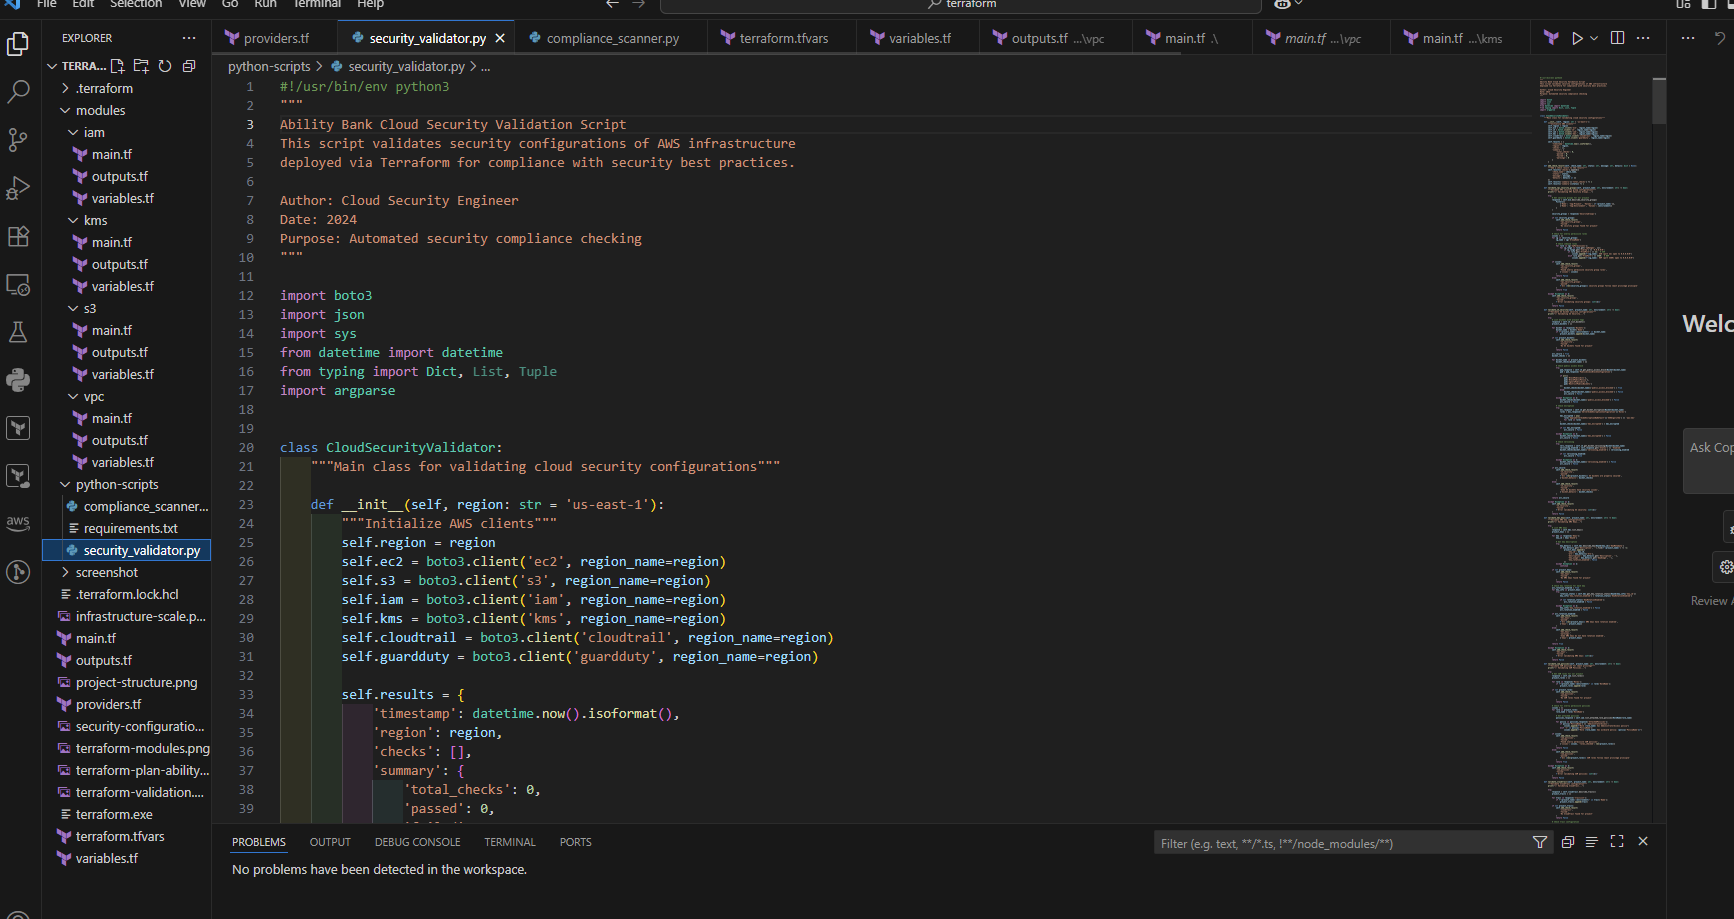 File Edit Selection View Go Run Terminal Help
terraform
EXPLORER
TERRA...
.terraform
modules
iam
main.tf
outputs.tf
variables.tf
kms
main.tf
outputs.tf
variables.tf
s3
main.tf
outputs.tf
variables.tf
vpc
main.tf
outputs.tf
variables.tf
python-scripts
compliance_scanner...
requirements.txt
security_validator.py
screenshot
.terraform.lock.hcl
infrastructure-scale.p...
main.tf
outputs.tf
project-structure.png
providers.tf
security-configuratio...
terraform-modules.png
terraform-plan-ability...
terraform-validation....
terraform.exe
terraform.tfvars
variables.tf
aws
providers.tf security_validator.py compliance_scanner.py terraform.tfvars variables.tf outputs.tf ...\vpc main.tf .\ main.tf ...\vpc main.tf ...\kms
python-scripts > security_validator.py > ...
1 #!/usr/bin/env python3
2 """
3 Ability Bank Cloud Security Validation Script
4 This script validates security configurations of AWS infrastructure
5 deployed via Terraform for compliance with security best practices.
6
7 Author: Cloud Security Engineer
8 Date: 2024
9 Purpose: Automated security compliance checking
10 """
11
12 import boto3
13 import json
14 import sys
15 from datetime import datetime
16 from typing import Dict, List, Tuple
17 import argparse
18
19
20 class CloudSecurityValidator:
21 """Main class for validating cloud security configurations"""
22
23 def __init__(self, region: str = 'us-east-1'):
24 """Initialize AWS clients"""
25 self.region = region
26 self.ec2 = boto3.client('ec2', region_name=region)
27 self.s3 = boto3.client('s3', region_name=region)
28 self.iam = boto3.client('iam', region_name=region)
29 self.kms = boto3.client('kms', region_name=region)
30 self.cloudtrail = boto3.client('cloudtrail', region_name=region)
31 self.guardduty = boto3.client('guardduty', region_name=region)
32
33 self.results = {
34 'timestamp': datetime.now().isoformat(),
35 'region': region,
36 'checks': [],
37 'summary': {
38 'total_checks': 0,
39 'passed': 0,
PROBLEMS OUTPUT DEBUG CONSOLE TERMINAL PORTS
Filter (e.g. text, **/*.ts, !**/node_modules/**)
No problems have been detected in the workspace.
Welc
Ask Cop
Review A